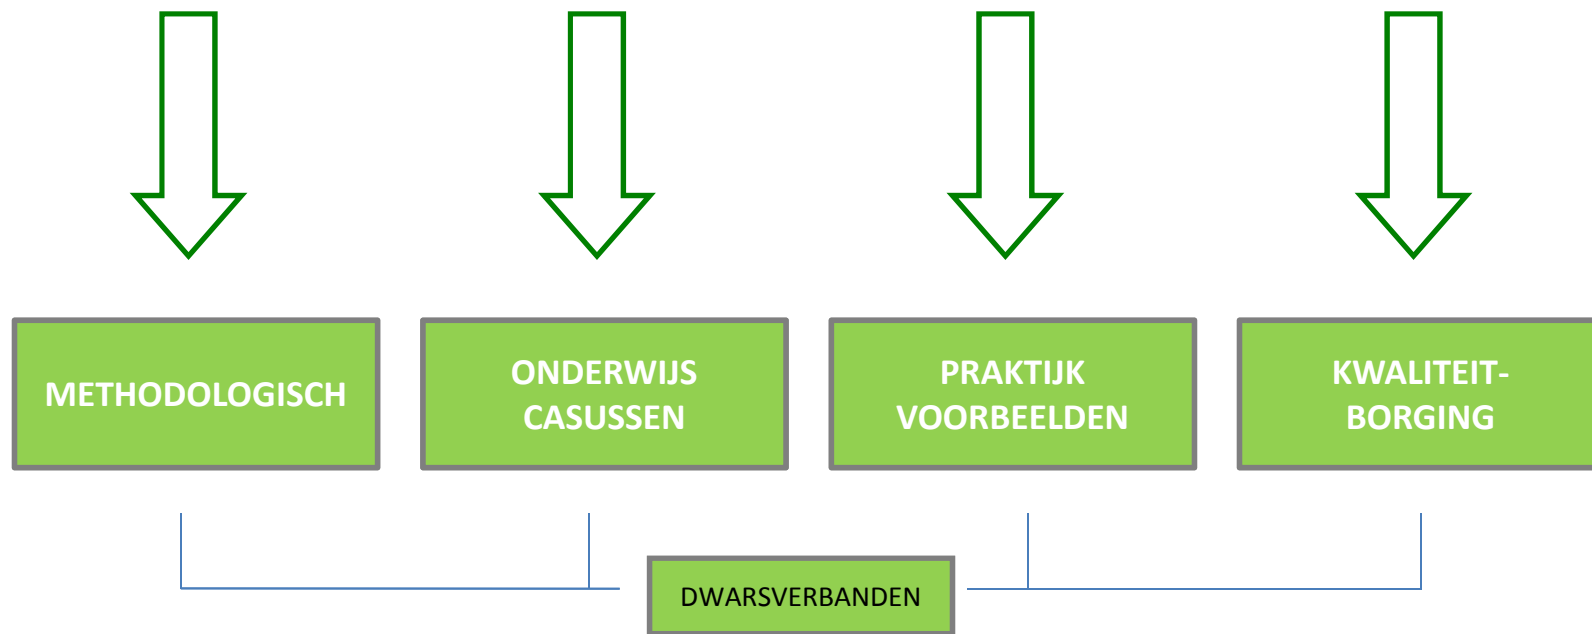 METHODOLOGISCH
ONDERWIJS
CASUSSEN
PRAKTIJK
VOORBEELDEN
KWALITEIT-
BORGING
DWARSVERBANDEN